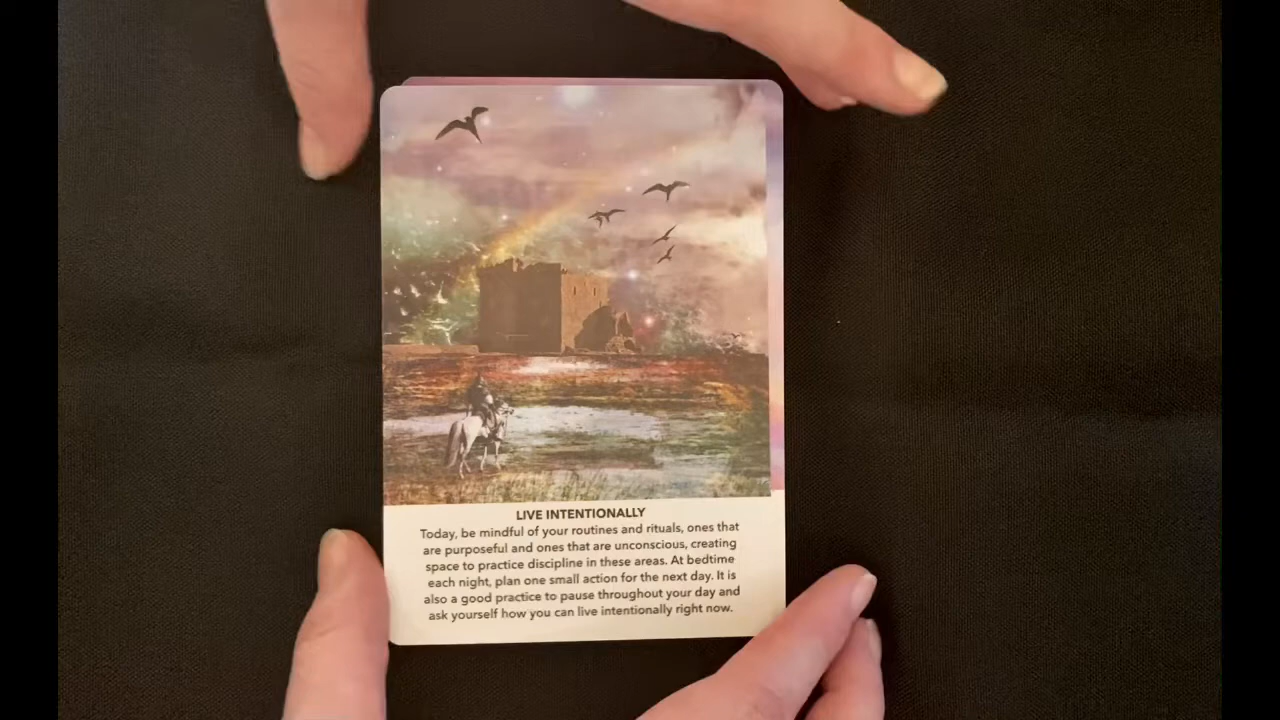 LIVE INTENTIONALLY
Today, be mindful of your routines and rituals, ones that
are purposeful and ones that are unconscious, creating
space to practice discipline in these areas. At bedtime
each night, plan one small action for the next day. It is
also a good practice to pause throughout your day and
ask yourself how you can live intentionally right now.